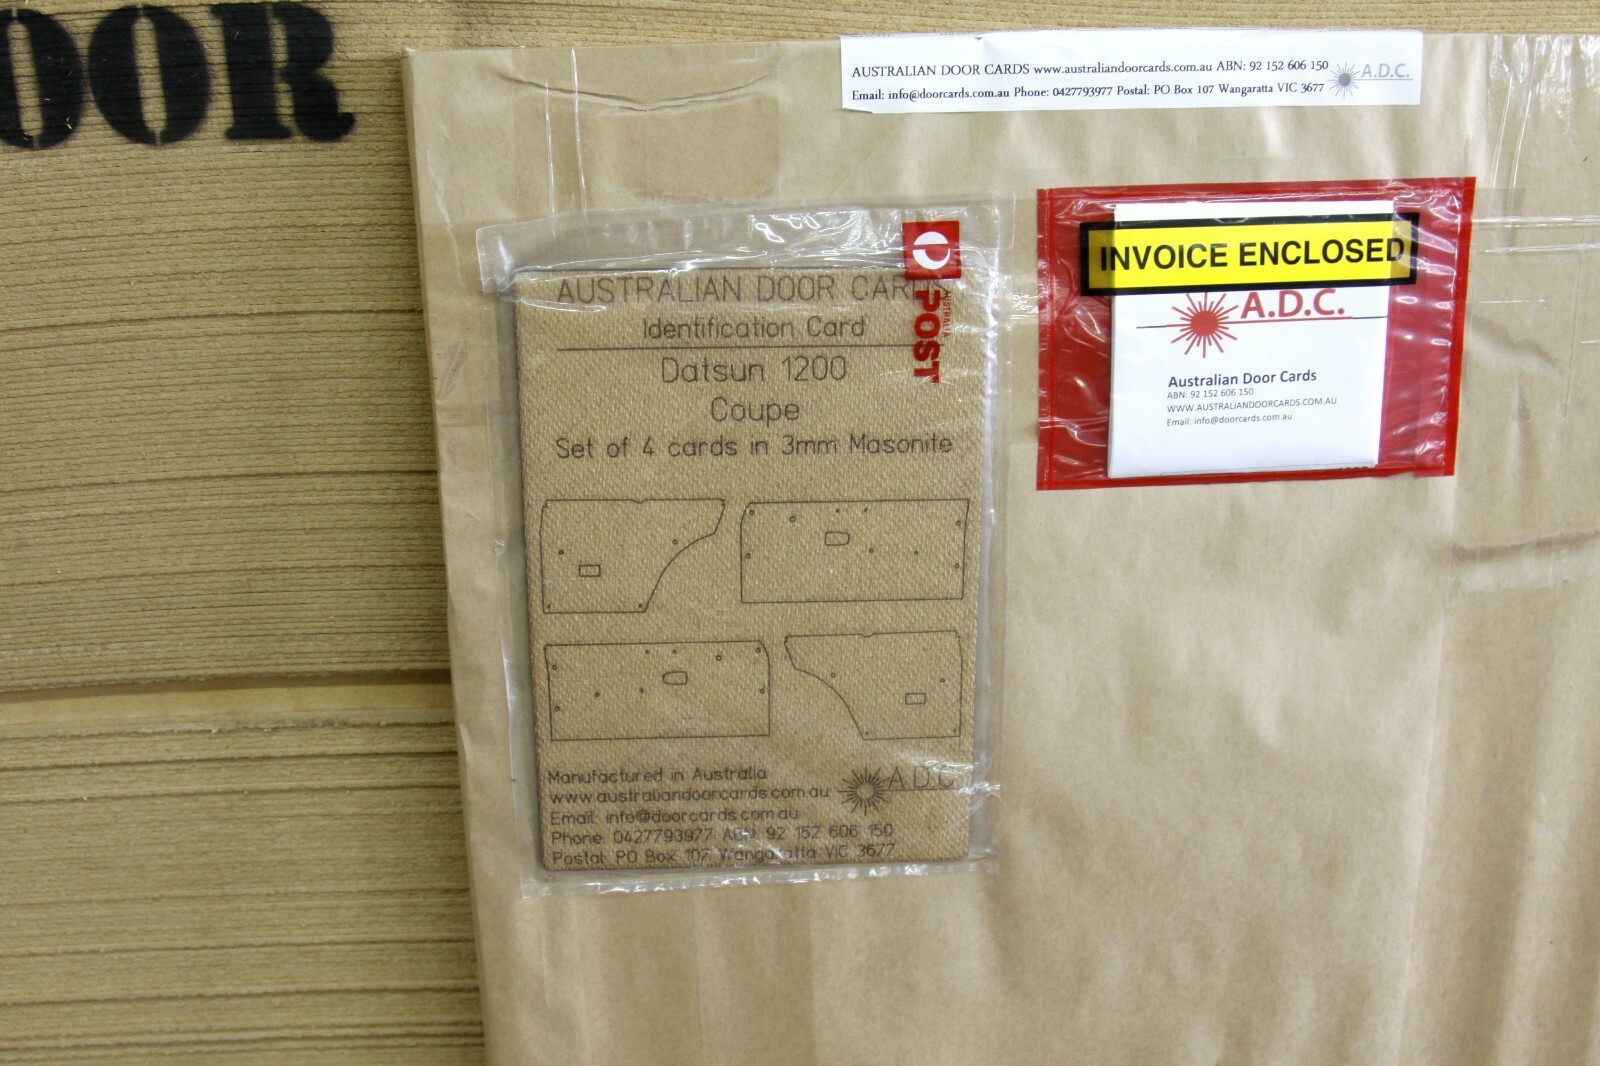 OOR
AUSTRALIAN DOOR CARDS www.australiandoorcards.com.au ABN: 92 152 606 150
Email: info@doorcards.com.au Phone: 0427793977 Postal: PO Box 107 Wangaratta VIC 3677
A.D.C.
INVOICE ENCLOSED
A.D.C.
Australian Door Cards
ABN: 92 152 606 150
WWW.AUSTRALIANDOORCARDS.COM.AU
Email: info@doorcards.com.au
AUSTRALIA
POST
AUSTRALIAN DOOR CARDS
Identification Card
Datsun 1200
Coupe
Set of 4 cards in 3mm Masonite
Manufactured in Australia
www.australiandoorcards.com.au
Email: info@doorcards.com.au
Phone: 0427793977 ABN: 92 152 606 150
Postal: PO Box 107 Wangaratta VIC 3677
A.D.C.